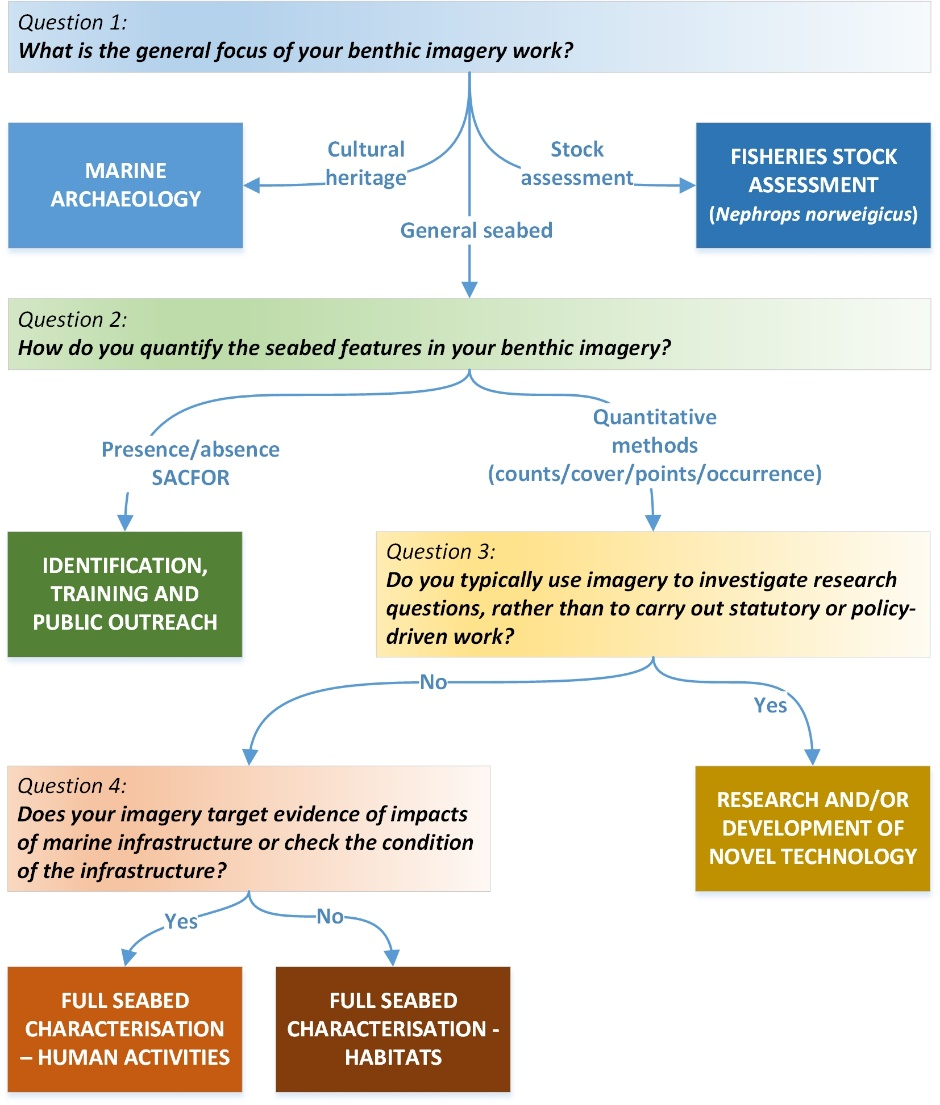 Question 1:
What is the general focus of your benthic imagery work?
Cultural
heritage
Stock
assessment
MARINE
ARCHAEOLOGY
FISHERIES STOCK
ASSESSMENT
(Nephrops norweigicus)
General seabed
Question 2:
How do you quantify the seabed features in your benthic imagery?
Presence/absence
SACFOR
Quantitative
methods
(counts/cover/points/occurrence)
IDENTIFICATION,
TRAINING AND
PUBLIC OUTREACH
Question 3:
Do you typically use imagery to investigate research
questions, rather than to carry out statutory or policy-
driven work?
No
Yes
Question 4:
Does your imagery target evidence of impacts
of marine infrastructure or check the condition
of the infrastructure?
RESEARCH AND/OR
DEVELOPMENT OF
NOVEL TECHNOLOGY
Yes
No
FULL SEABED
CHARACTERISATION
– HUMAN ACTIVITIES
FULL SEABED
CHARACTERISATION -
HABITATS